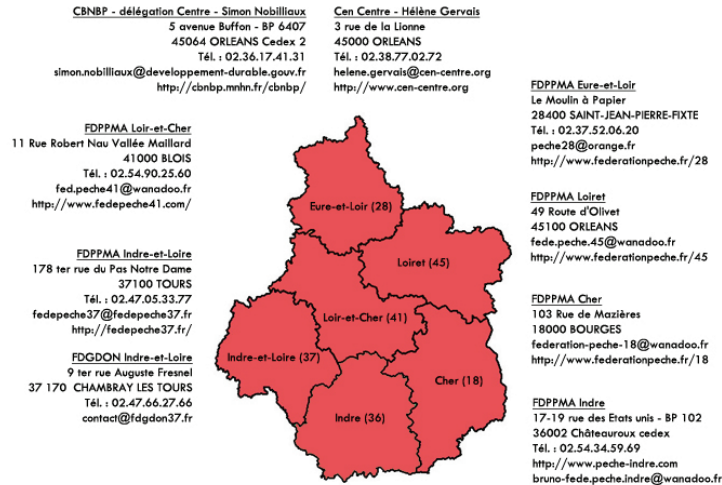 CBNBP - délégation Centre - Simon Nobilliaux
5 avenue Buffon - BP 6407
45064 ORLEANS Cedex 2
Tél. : 02.36.17.41.31
simon.nobilliaux@developpement-durable.gouv.fr
http://cbnbp.mnhn.fr/cbnbp/
Cen Centre - Hélène Gervais
3 rue de la Lionne
45000 ORLEANS
Tél. : 02.38.77.02.72
helene.gervais@cen-centre.org
http://www.cen-centre.org
FDPPMA Eure-et-Loir
Le Moulin à Papier
28400 SAINT-JEAN-PIERRE-FIXTE
Tél. : 02.37.52.06.20
peche28@orange.fr
http://www.federationpeche.fr/28
FDPPMA Loir-et-Cher
11 Rue Robert Nau Vallée Maillard
41000 BLOIS
Tél. : 02.54.90.25.60
fed.peche41@wanadoo.fr
http://www.fedepeche41.com/
FDPPMA Loiret
49 Route d'Olivet
45100 ORLEANS
fede.peche.45@wanadoo.fr
http://www.federationpeche.fr/45
FDPPMA Indre-et-Loire
178 ter rue du Pas Notre Dame
37100 TOURS
Tél. : 02.47.05.33.77
fedepeche37@fedepeche37.fr
http://fedepeche37.fr/
FDPPMA Cher
103 Rue de Mazières
18000 BOURGES
federation-peche-18@wanadoo.fr
http://www.federationpeche.fr/18
FDGDON Indre-et-Loire
9 ter rue Auguste Fresnel
37 170 CHAMBRAY LES TOURS
Tél. : 02.47.66.27.66
contact@fdgdon37.fr
FDPPMA Indre
17-19 rue des Etats unis - BP 102
36002 Châteauroux cedex
Tél. : 02.54.34.59.69
http://www.peche-indre.com
bruno-fede.peche.indre@wanadoo.fr
Eure-et-Loir (28)
Loiret (45)
Loir-et-Cher (41)
Indre-et-Loire (37)
Cher (18)
Indre (36)